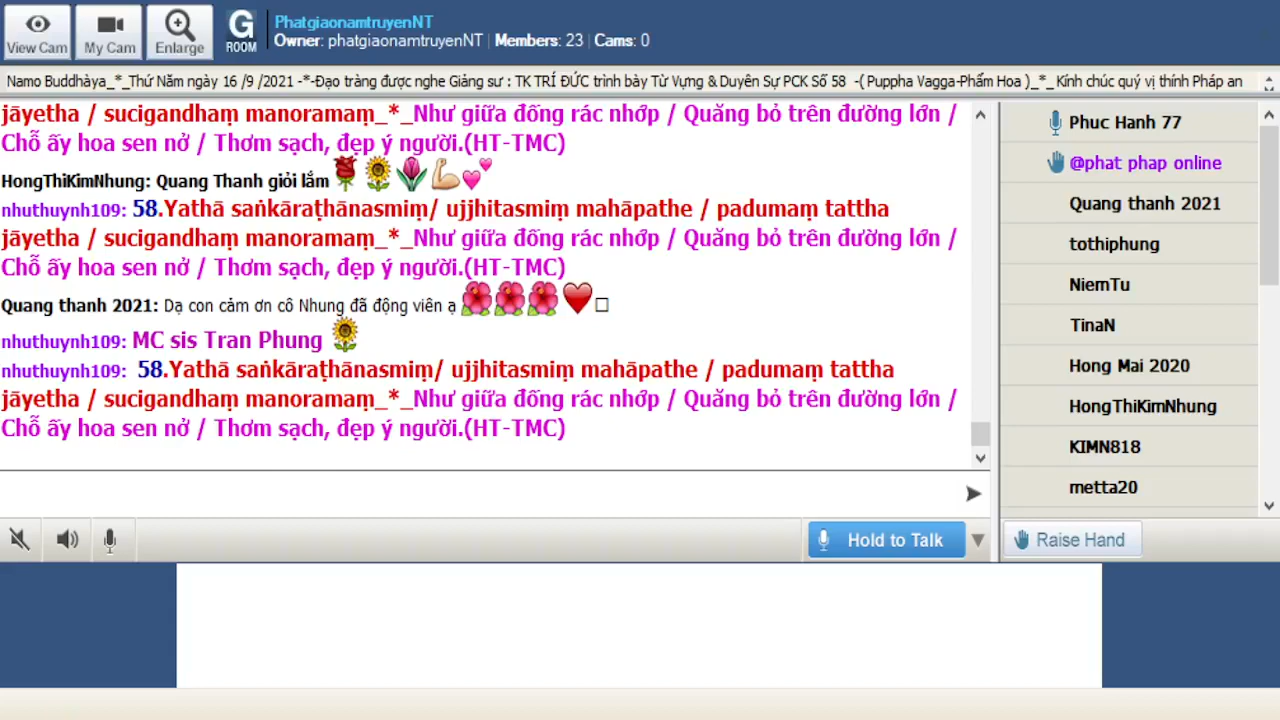 View Cam
My Cam
Enlarge
G
ROOM
PhatgiaonamtruyenNT
Owner: phatgiaonamtruyenNT | Members: 23 | Cams: 0
Namo Buddhàya_*_Thứ Năm ngày 16 /9 /2021 -*-Đạo tràng được nghe Giảng sư : TK TRÍ ĐỨC trình bày Từ Vựng & Duyên Sự PCK Số 58 -( Puppha Vagga-Phẩm Hoa )_*_ Kính chúc quý vị thính Pháp an
jāyetha / sucigandhaṃ manoramaṃ_*_Như giữa đống rác nhớp / Quăng bỏ trên đường lớn /
Chỗ ấy hoa sen nở / Thơm sạch, đẹp ý người.(HT-TMC)
HongThiKimNhung: Quang Thanh giỏi lắm
nhuthuynh109: 58.Yathā saṅkāraṭhānasmiṃ/ ujjhitasmiṃ mahāpathe / padumaṃ tattha
jāyetha / sucigandhaṃ manoramaṃ_*_Như giữa đống rác nhớp / Quăng bỏ trên đường lớn /
Chỗ ấy hoa sen nở / Thơm sạch, đẹp ý người.(HT-TMC)
Quang thanh 2021: Dạ con cảm ơn cô Nhung đã động viên ạ
nhuthuynh109: MC sis Tran Phung
nhuthuynh109: 58.Yathā saṅkāraṭhānasmiṃ/ ujjhitasmiṃ mahāpathe / padumaṃ tattha
jāyetha / sucigandhaṃ manoramaṃ_*_Như giữa đống rác nhớp / Quăng bỏ trên đường lớn /
Chỗ ấy hoa sen nở / Thơm sạch, đẹp ý người.(HT-TMC)
Hold to Talk
Phuc Hanh 77
@phat phap online
Quang thanh 2021
tothiphung
NiemTu
TinaN
Hong Mai 2020
HongThiKimNhung
KIMN818
metta20
Raise Hand